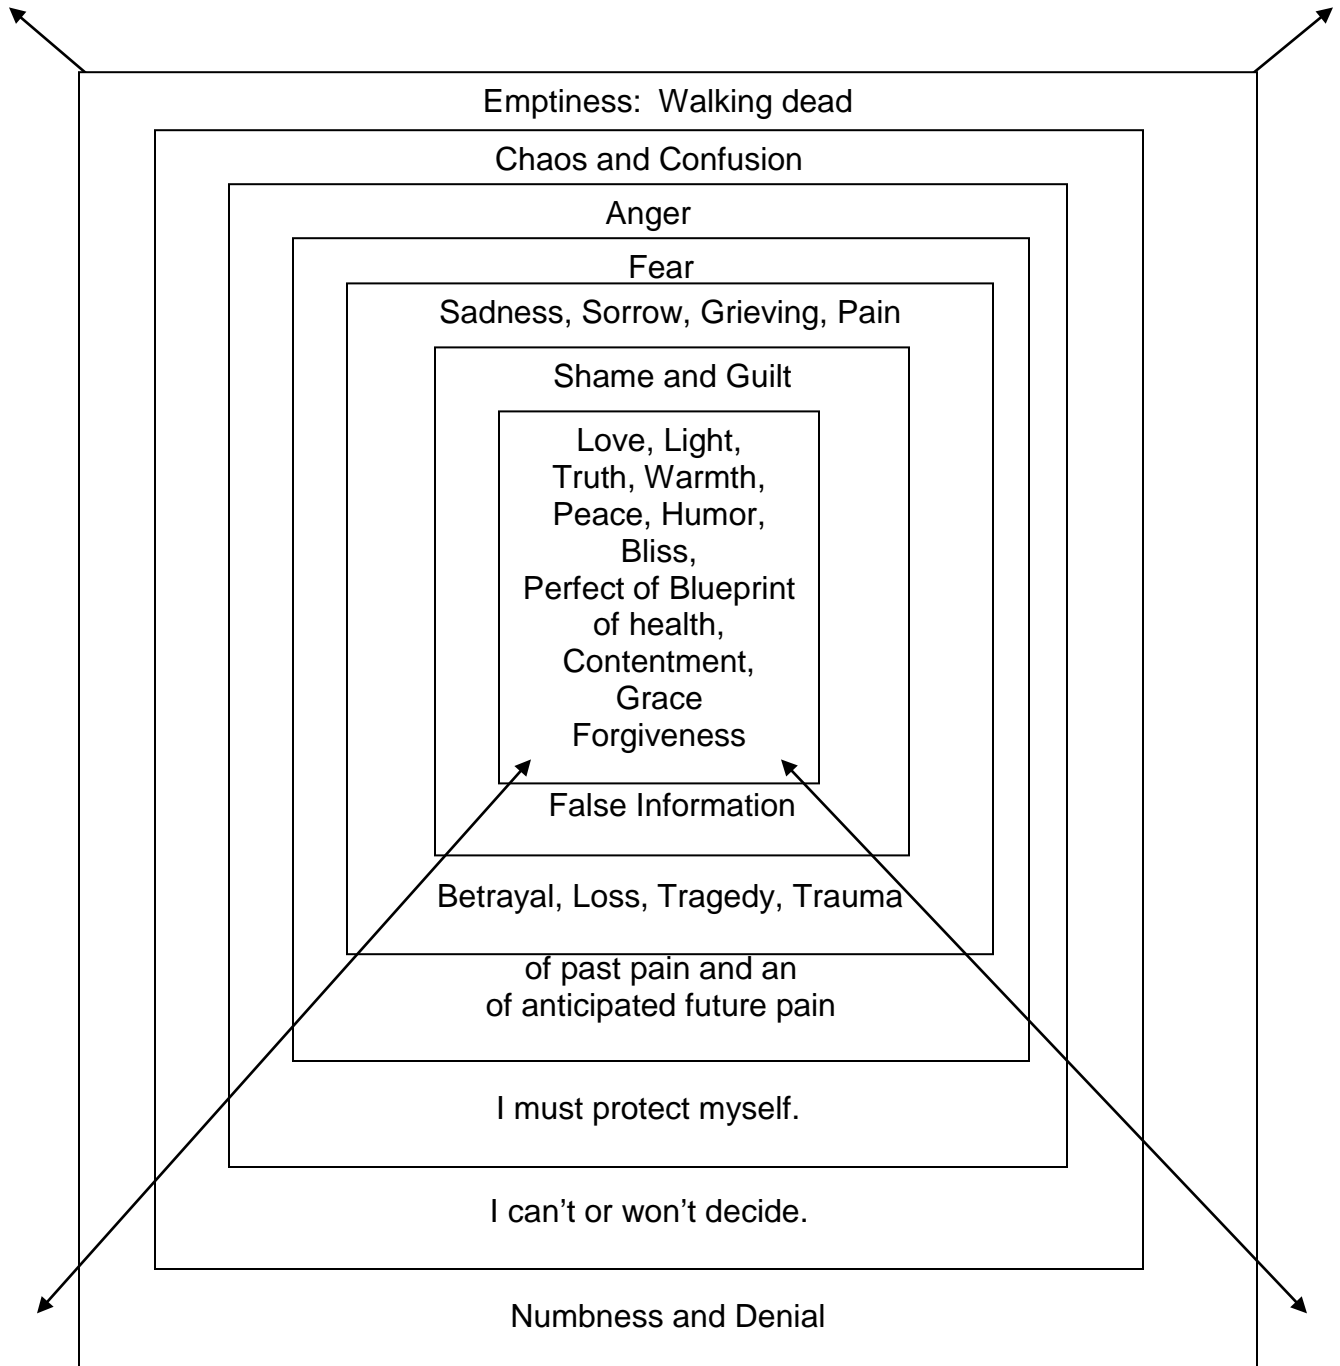 Emptiness:  Walking dead
Chaos and Confusion
Anger
Fear
Sadness, Sorrow, Grieving, Pain
Shame and Guilt
Love, Light,
Truth, Warmth,
Peace, Humor,
Bliss,
Perfect of Blueprint
of health,
Contentment,
Grace
Forgiveness
False Information
Betrayal, Loss, Tragedy, Trauma
of past pain and an
of anticipated future pain
I must protect myself.
I can’t or won’t decide.
Numbness and Denial